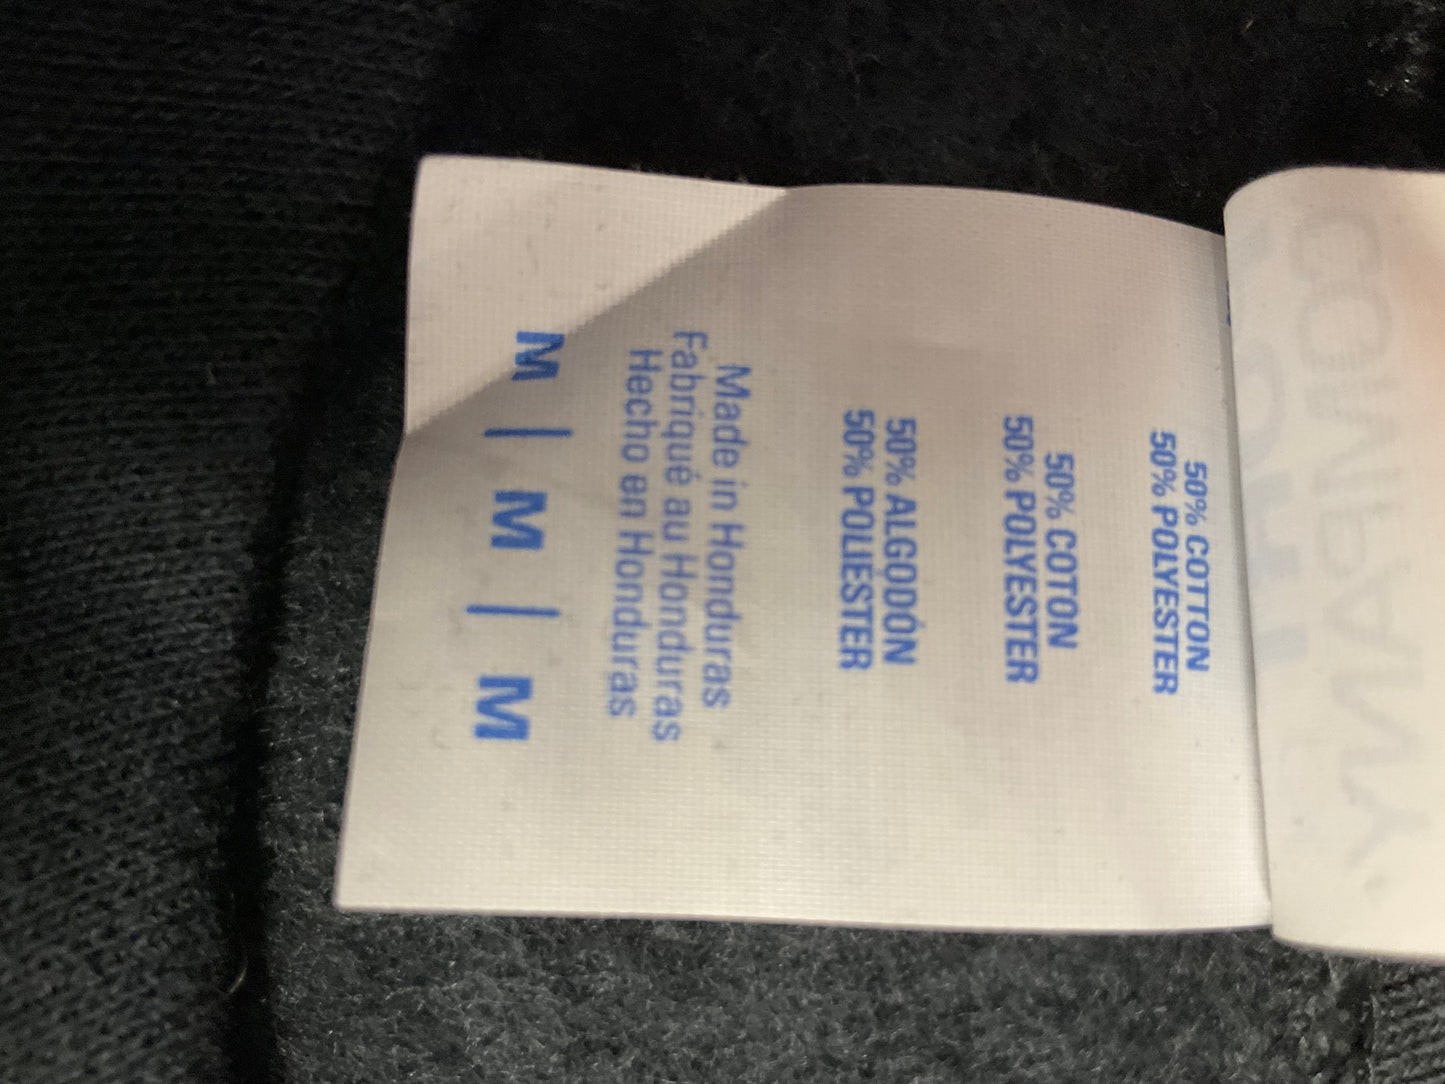 50% COTTON
50% POLYESTER
50% COTON
50% POLYESTER
50% ALGODÓN
50% POLIÉSTER
Made in Honduras
Fabriqué au Honduras
Hecho en Honduras
M | M | M
COMPANY